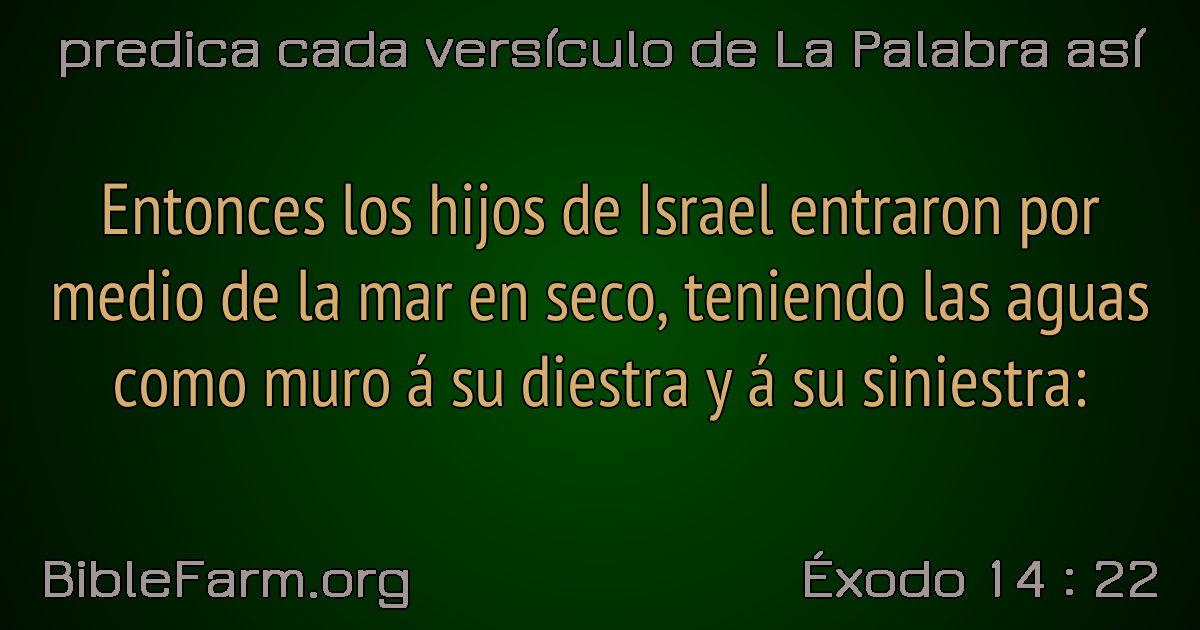 predica cada versículo de La Palabra así
Entonces los hijos de Israel entraron por
medio de la mar en seco, teniendo las aguas
como muro á su diestra y á su siniestra:
BibleFarm.org
Éxodo 14 : 22